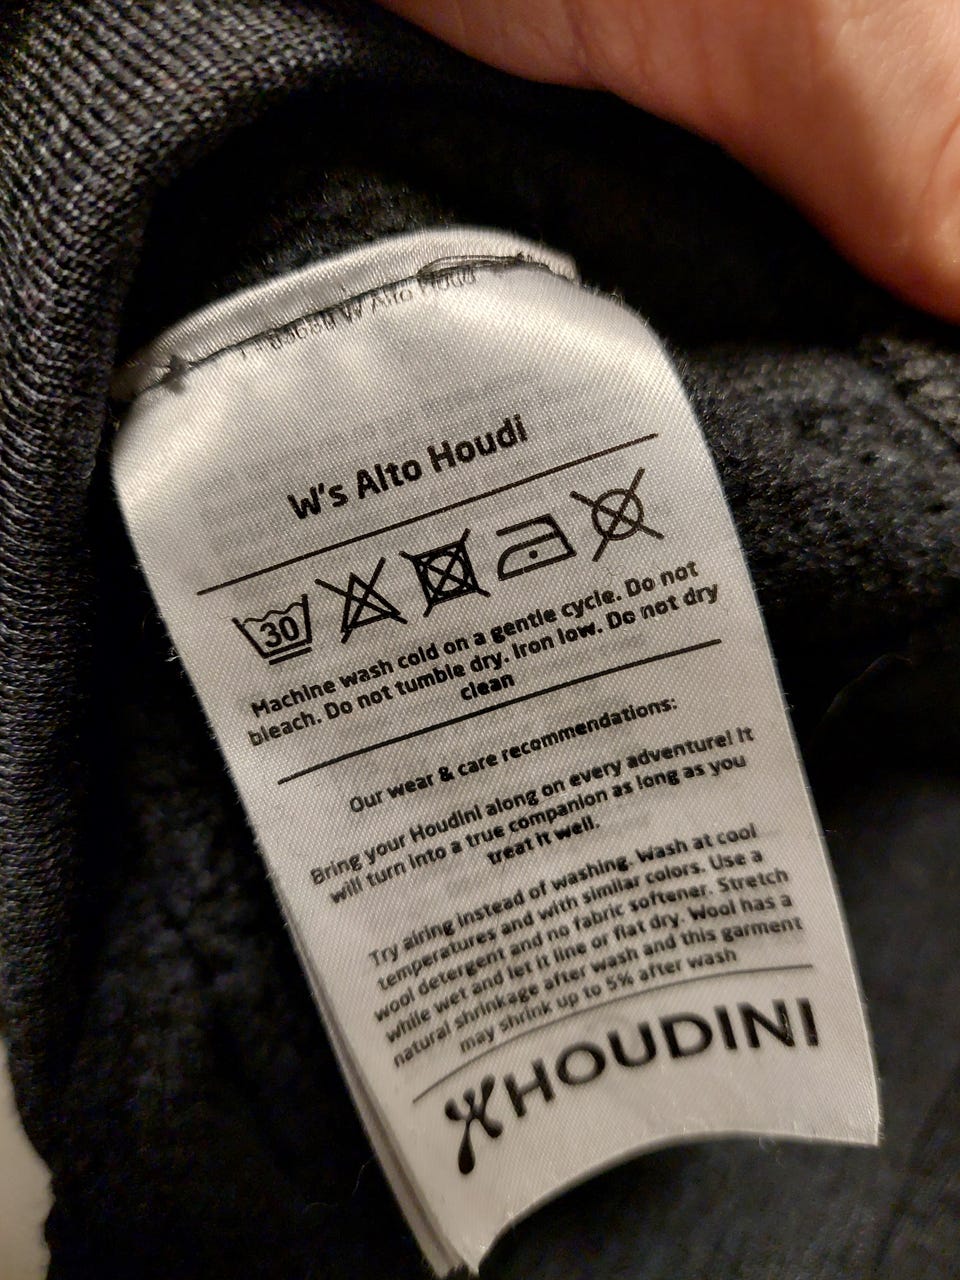 W's Alto Houdi
30
Machine wash cold on a gentle cycle. Do not
bleach. Do not tumble dry. Iron low. Do not dry
clean
Our wear & care recommendations:
Bring your Houdini along on every adventure! It
will turn into a true companion as long as you
treat it well.
Try airing instead of washing. Wash at cool
temperatures and with similar colors. Use a
wool detergent and no fabric softener. Stretch
while wet and let it line or flat dry. Wool has a
natural shrinkage after wash and this garment
may shrink up to 5% after wash
HOUDINI